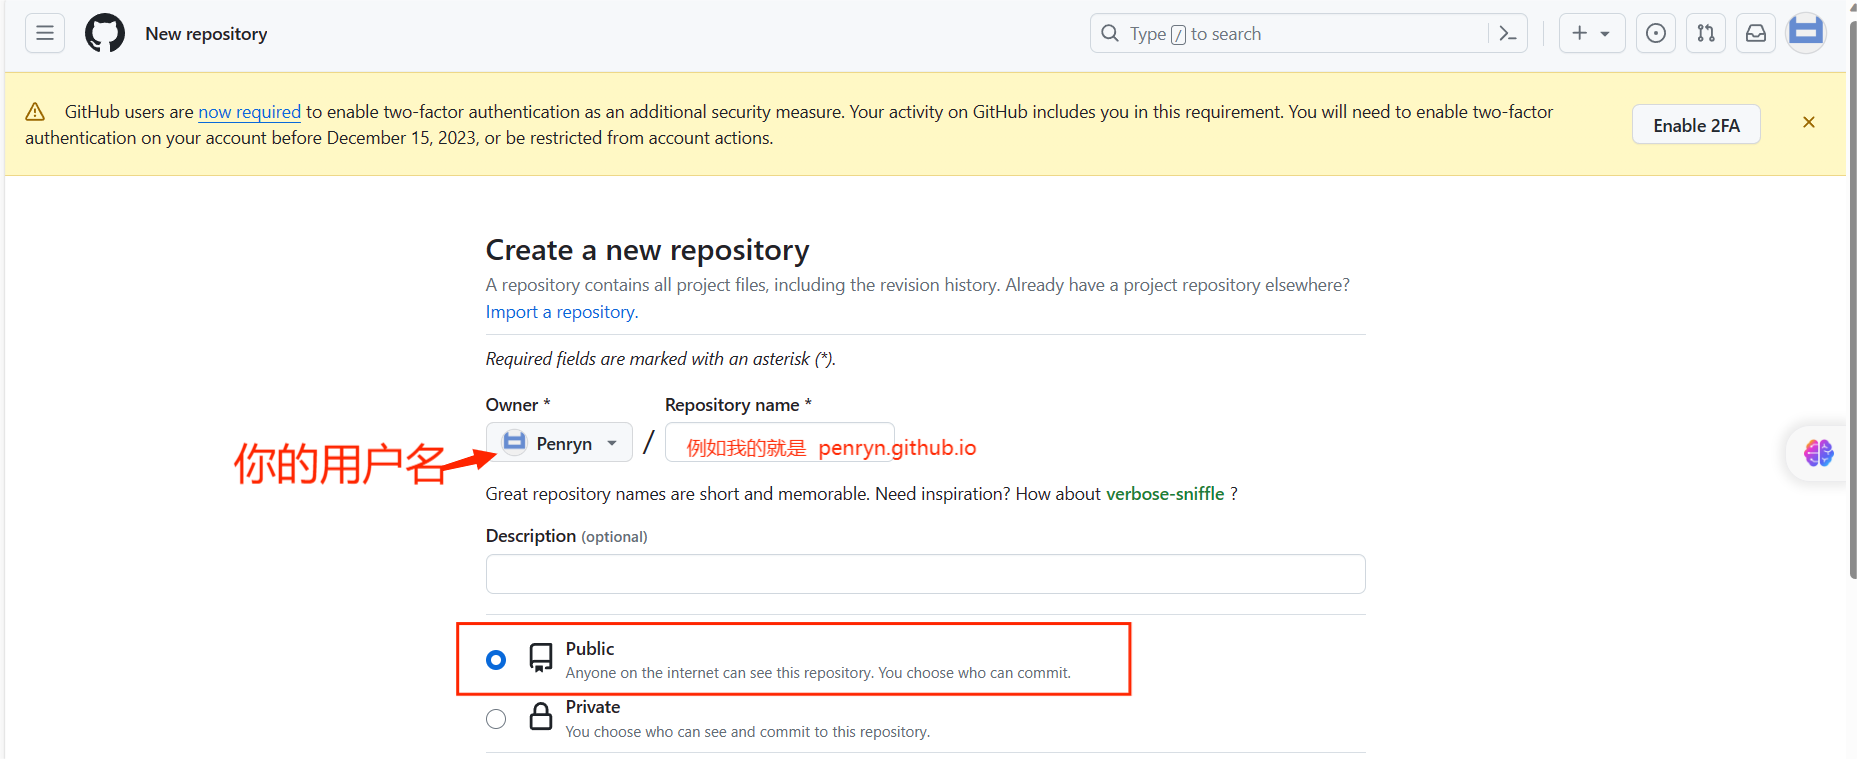 New repository
Type / to search
GitHub users are now required to enable two-factor authentication as an additional security measure. Your activity on GitHub includes you in this requirement. You will need to enable two-factor
authentication on your account before December 15, 2023, or be restricted from account actions.
Enable 2FA
Create a new repository
A repository contains all project files, including the revision history. Already have a project repository elsewhere?
Import a repository.
Required fields are marked with an asterisk (*).
Owner * Repository name *
你的用户名 Penryn / 例如我的就是 penryn.github.io
Great repository names are short and memorable. Need inspiration? How about verbose-sniffle ?
Description (optional)
Public
Anyone on the internet can see this repository. You choose who can commit.
Private
You choose who can see and commit to this repository.